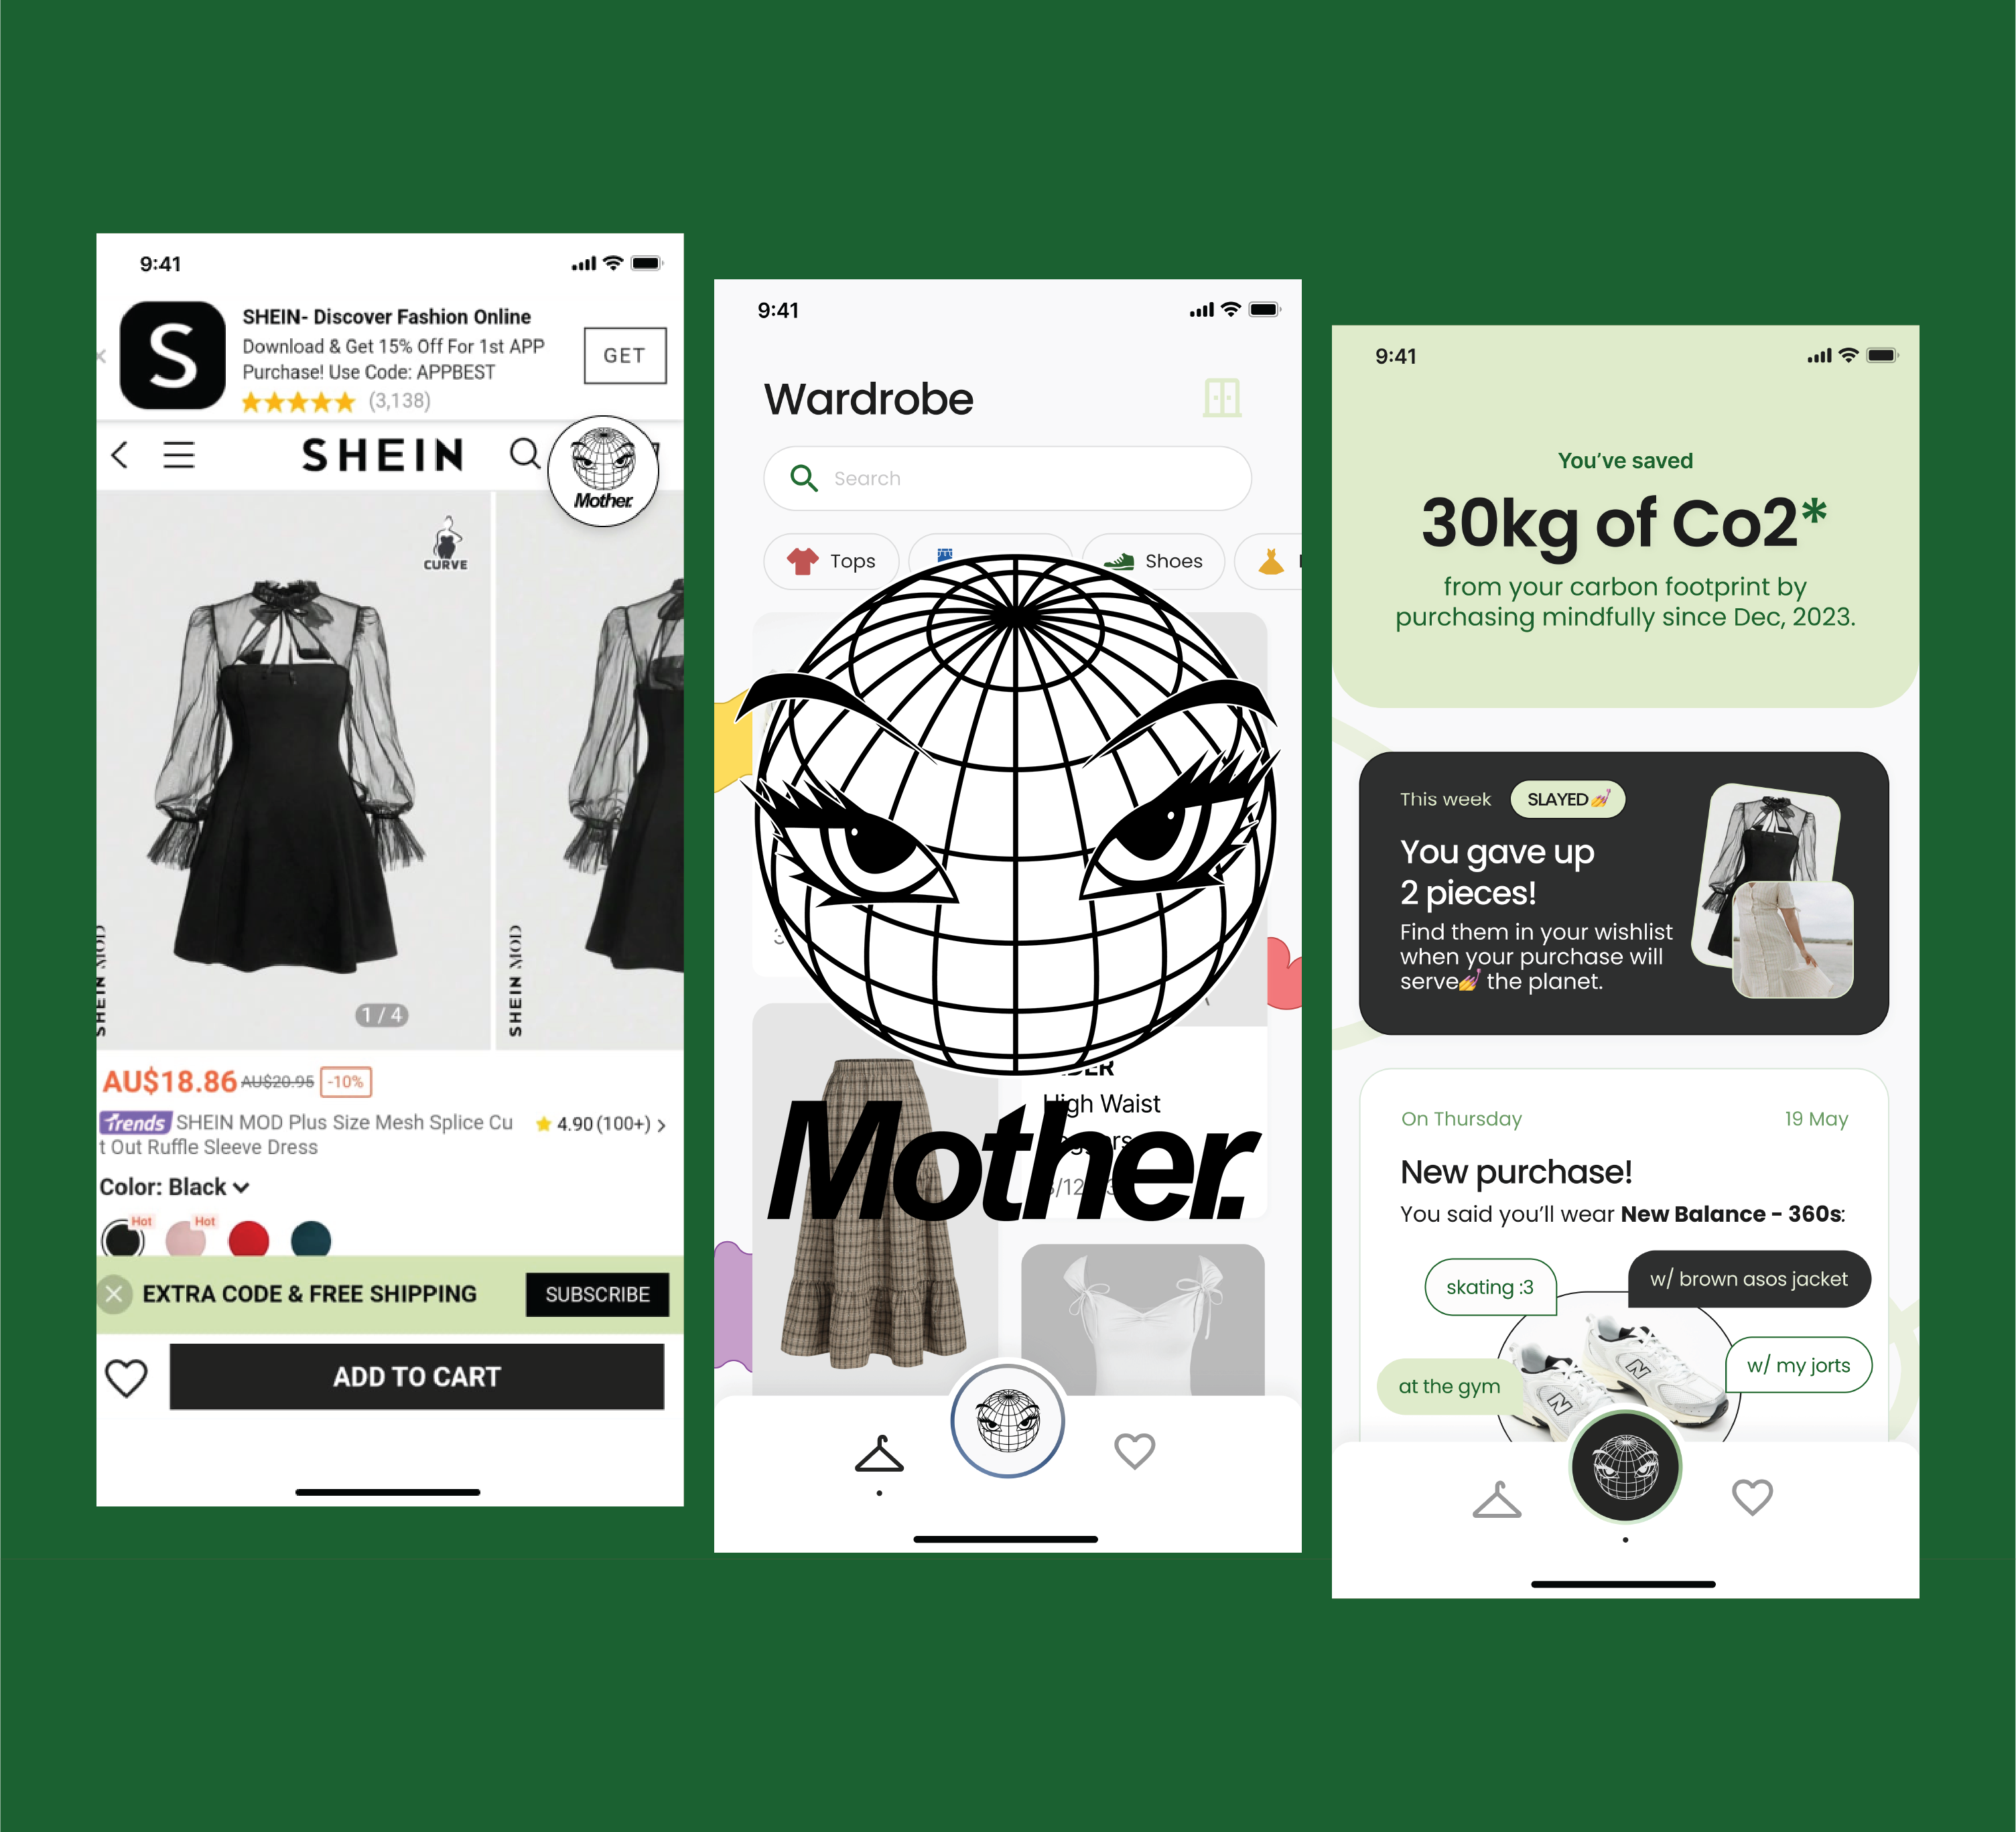 9:41
SHEIN- Discover Fashion Online
Download & Get 15% Off For 1st APP
Purchase! Use Code: APPBEST
(3,138)
GET
S
SHEIN
Mother.
CURVE
SHEIN MOD
SHEIN MOD
1 / 4
AU$18.86 AU$20.95 -10%
Trends SHEIN MOD Plus Size Mesh Splice Cu
t Out Ruffle Sleeve Dress
4.90 (100+)
Color: Black
Hot
Hot
EXTRA CODE & FREE SHIPPING
SUBSCRIBE
ADD TO CART
9:41
Wardrobe
Search
Tops
Shoes
High Waist
Mother.
9:41
You've saved
30kg of Co2*
from your carbon footprint by
purchasing mindfully since Dec, 2023.
This week
SLAYED💅
You gave up
2 pieces!
Find them in your wishlist
when your purchase will
serve💅 the planet.
On Thursday
19 May
New purchase!
You said you'll wear New Balance - 360s:
skating :3
w/ brown asos jacket
w/ my jorts
at the gym
N
N